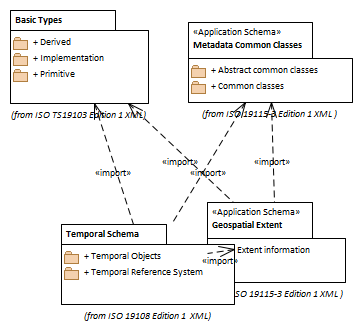 Basic Types
+ Derived
+ Implementation
+ Primitive
(from ISO TS19103 Edition 1 XML)
«Application Schema»
Metadata Common Classes
+ Abstract common classes
+ Common classes
(from ISO 19115-3 Edition 1 XML )
«import»
«import»
«import»
«Application Schema»
Geospatial Extent
Extent information
ISO 19115-3 Edition 1 XML )
Temporal Schema
+ Temporal Objects
+ Temporal Reference System
«import»
(from ISO 19108 Edition 1 XML)